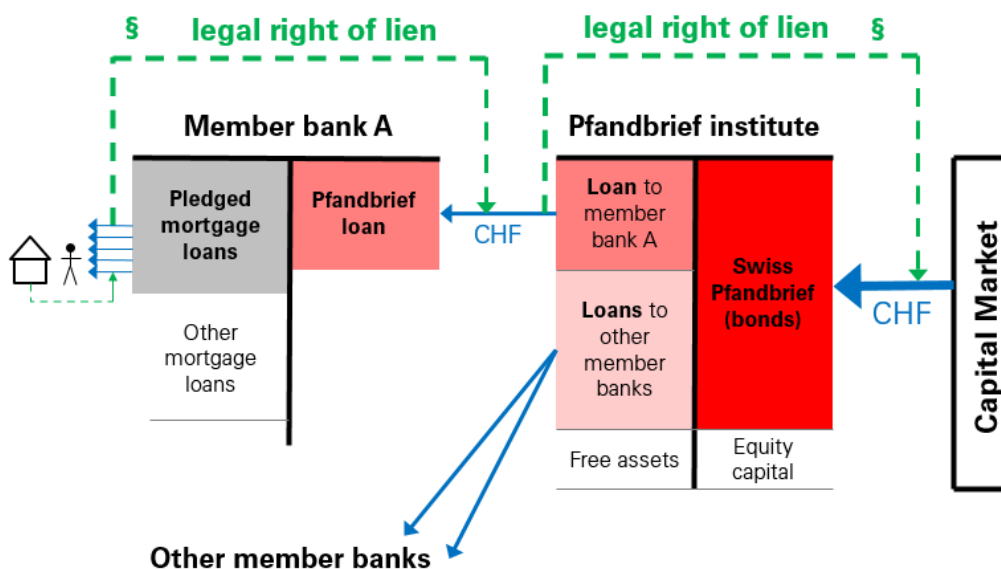 § legal right of lien
legal right of lien §
Member bank A
Pfandbrief institute
Pledged
mortgage
loans
Pfandbrief
loan
CHF
Loan to
member
bank A
Swiss
Pfandbrief
(bonds)
CHF
Capital Market
Other
mortgage
loans
Loans to
other
member
banks
Free assets
Equity
capital
Other member banks